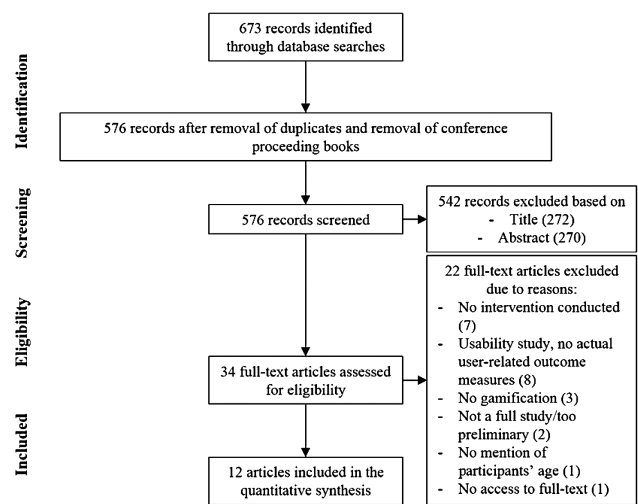 673 records identified
through database searches
Identification
576 records after removal of duplicates and removal of conference
proceeding books
Screening
576 records screened
542 records excluded based on
- Title (272)
- Abstract (270)
Eligibility
34 full-text articles assessed
for eligibility
22 full-text articles excluded
due to reasons:
- No intervention conducted
(7)
- Usability study, no actual
user-related outcome
measures (8)
- No gamification (3)
- Not a full study/too
preliminary (2)
- No mention of
participants' age (1)
- No access to full-text (1)
Included
12 articles included in the
quantitative synthesis